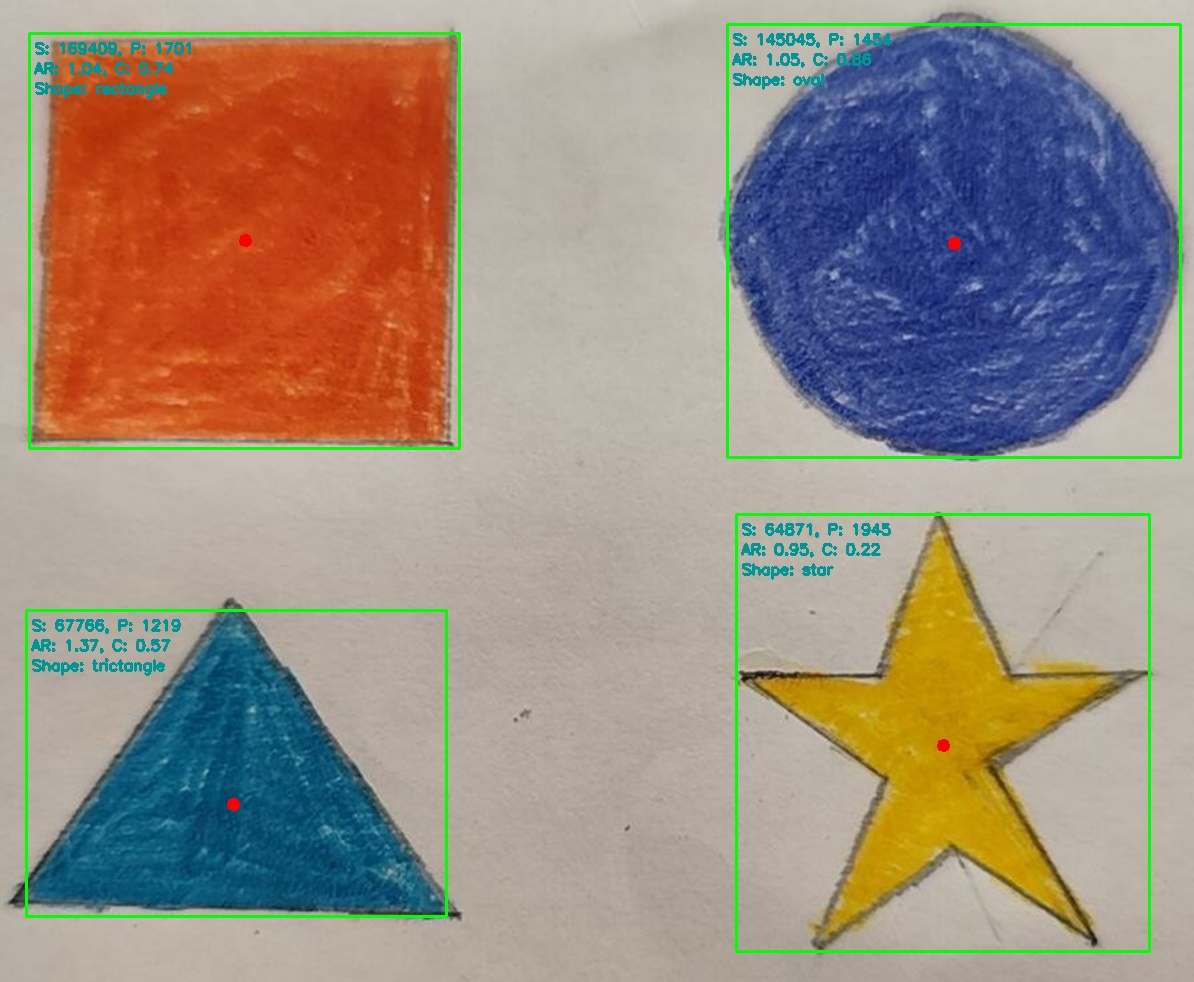 S: 169409, P: 1701
AR: 1.04, C: 0.74
Shape: rectangle
S: 145045, P: 1454
AR: 1.05, C: 0.86
Shape: oval
S: 64871, P: 1945
AR: 0.95, C: 0.22
Shape: star
S: 67766, P: 1219
AR: 1.37, C: 0.57
Shape: trictangle